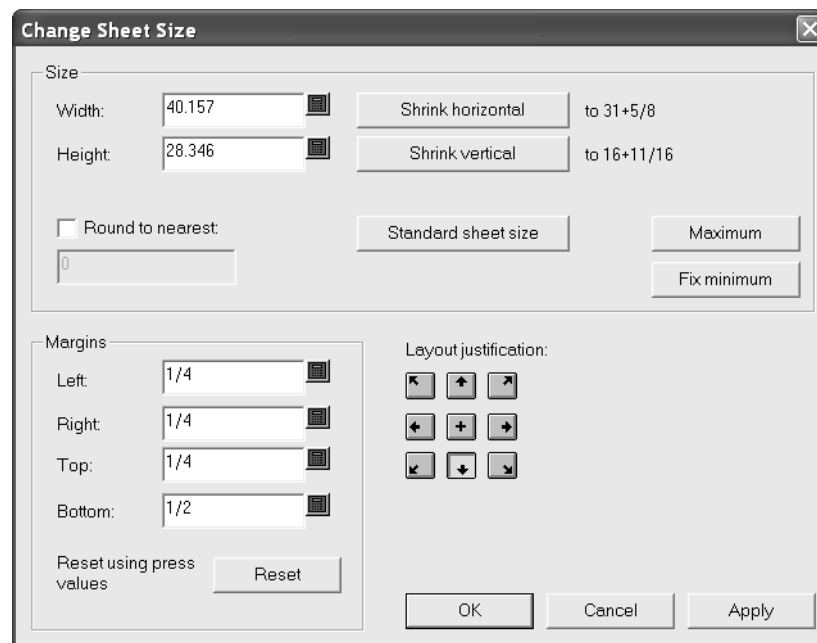 Change Sheet Size
Size
Width: 40.157 Shrink horizontal to 31+5/8
Height: 28.346 Shrink vertical to 16+11/16
Round to nearest: Standard sheet size Maximum
0 Fix minimum
Margins
Layout justification:
Left: 1/4
Right: 1/4
Top: 1/4
Bottom: 1/2
Reset using press
values Reset
OK Cancel Apply